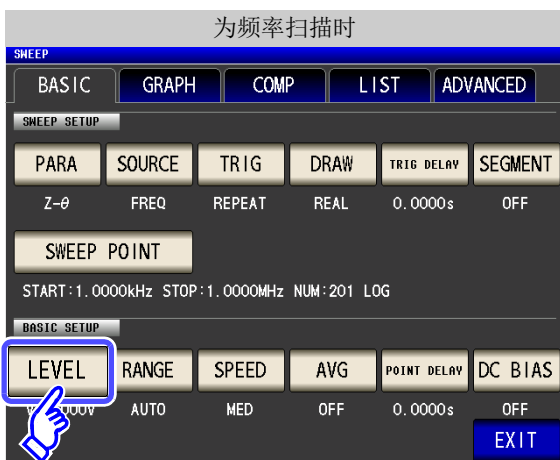 为频率扫描时
SWEEP
BASIC GRAPH COMP LIST ADVANCED
SWEEP SETUP
PARA SOURCE TRIG DRAW TRIG DELAY SEGMENT
Z-θ FREQ REPEAT REAL 0.0000s OFF
SWEEP POINT
START:1.0000kHz STOP:1.0000MHz NUM:201 LOG
BASIC SETUP
LEVEL RANGE SPEED AVG POINT DELAY DC BIAS
AUTO MED OFF 0.0000s OFF
EXIT